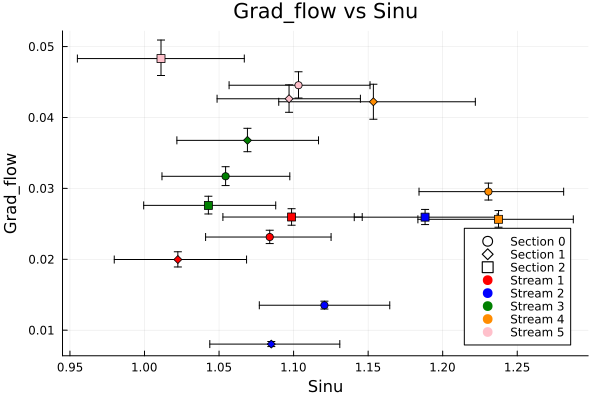 Grad_flow vs Sinu
0.05
0.04
0.03
0.02
0.01
Grad_flow
Section 0
Section 1
Section 2
Stream 1
Stream 2
Stream 3
Stream 4
Stream 5
0.95
1.00
1.05
1.10
1.15
1.20
1.25
Sinu